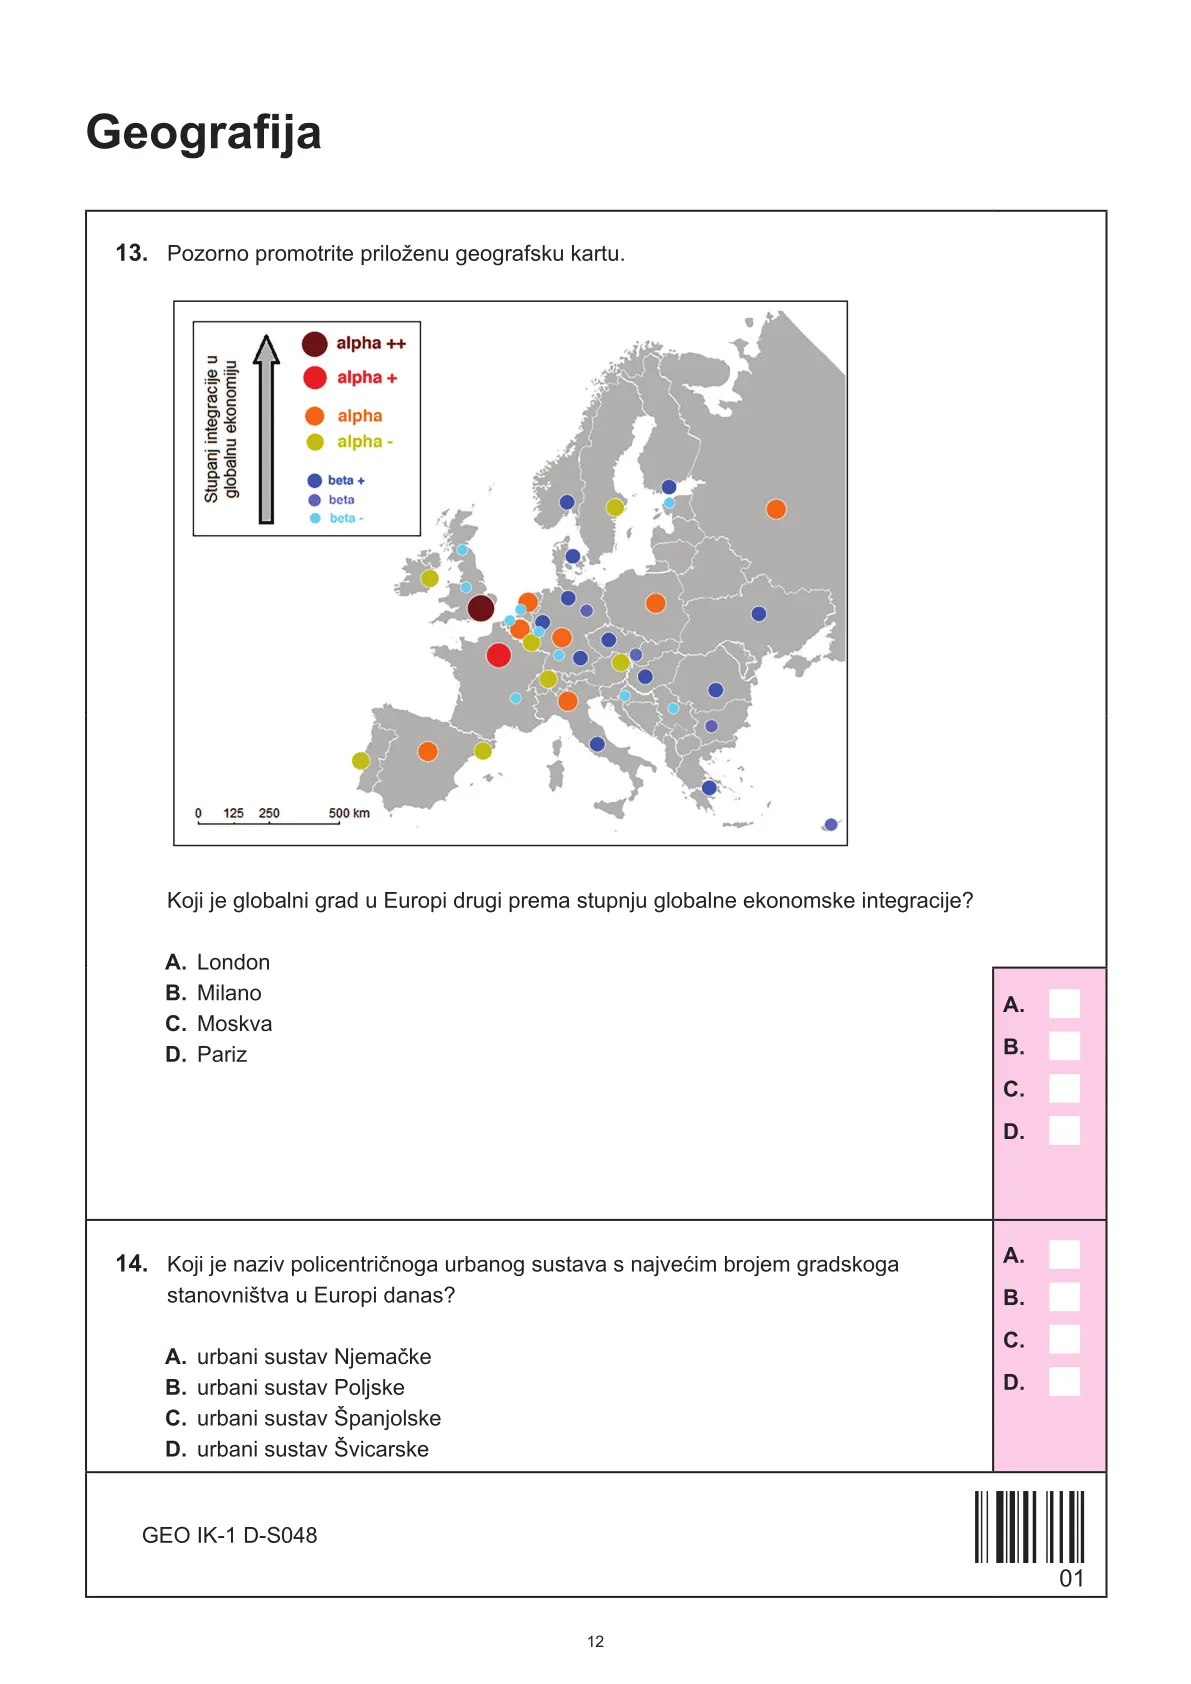 Geografija
13. Pozorno promotrite priloženu geografsku kartu.
Stupanj integracije u
globalnu ekonomiju
alpha ++
alpha +
alpha
alpha -
beta +
beta
beta -
0 125 250 500 km
Koji je globalni grad u Europi drugi prema stupnju globalne ekonomske integracije?
A. London
B. Milano
C. Moskva
D. Pariz
A.
B.
C.
D.
14. Koji je naziv policentričnoga urbanog sustava s najvećim brojem gradskoga
stanovništva u Europi danas?
A. urbani sustav Njemačke
B. urbani sustav Poljske
C. urbani sustav Španjolske
D. urbani sustav Švicarske
A.
B.
C.
D.
GEO IK-1 D-S048
01
12